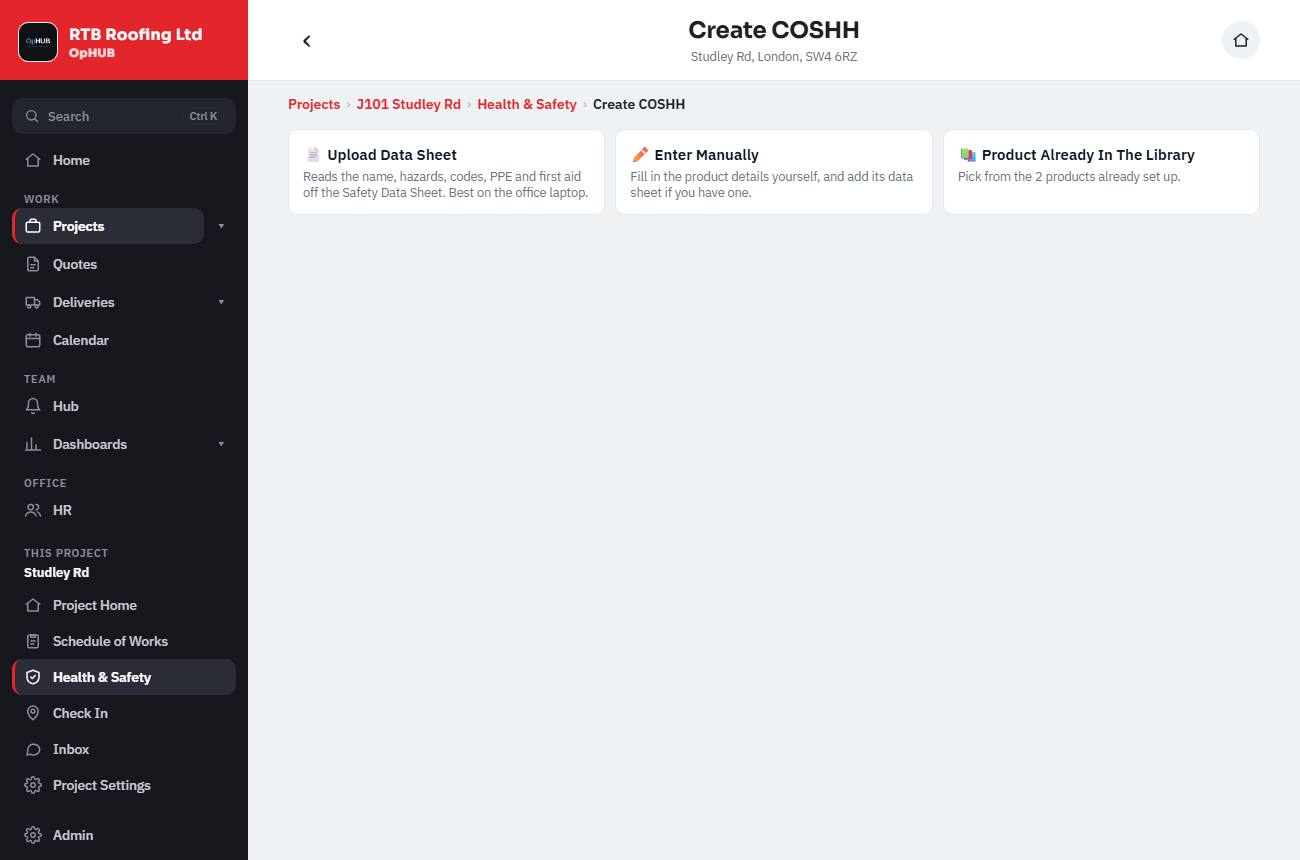 OpHUB
RTB Roofing Ltd
OpHUB
Search
Ctrl K
Home
WORK
Projects
Quotes
Deliveries
Calendar
TEAM
Hub
Dashboards
OFFICE
HR
THIS PROJECT
Studley Rd
Project Home
Schedule of Works
Health & Safety
Check In
Inbox
Project Settings
Admin
Create COSHH
Studley Rd, London, SW4 6RZ
Projects › J101 Studley Rd › Health & Safety › Create COSHH
Upload Data Sheet
Reads the name, hazards, codes, PPE and first aid
off the Safety Data Sheet. Best on the office laptop.
Enter Manually
Fill in the product details yourself, and add its data
sheet if you have one.
Product Already In The Library
Pick from the 2 products already set up.